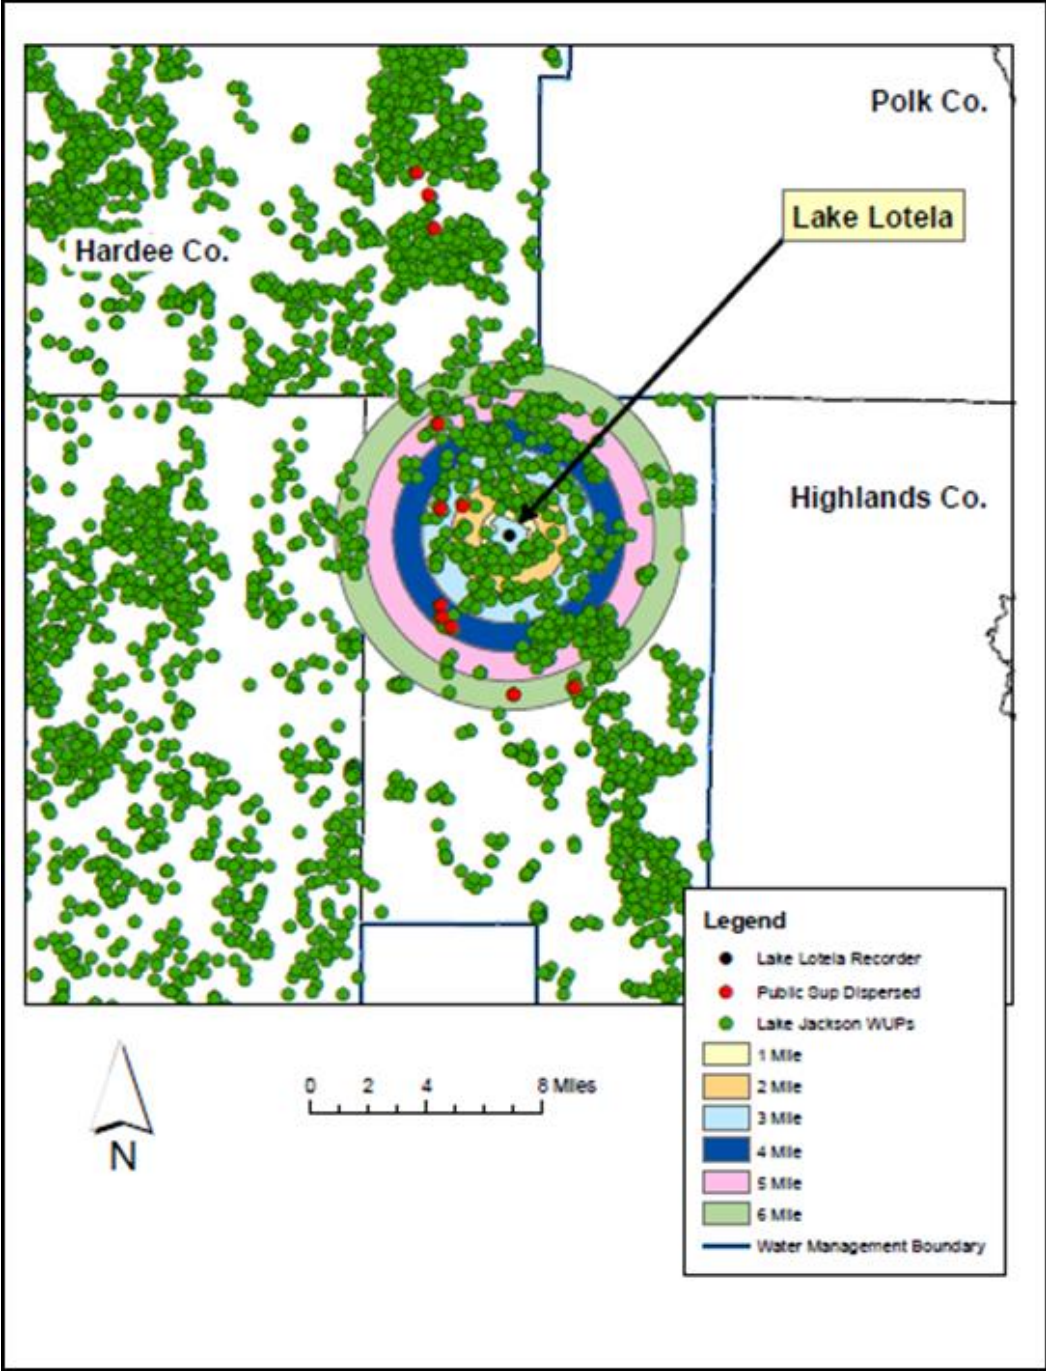 Polk Co.
Lake Lotela
Hardee Co.
Highlands Co.
Legend
Lake Lotela Recorder
Public Sup Dispersed
Lake Jackson WUPs
1 Mile
2 Mile
3 Mile
4 Mile
5 Mile
6 Mile
Water Management Boundary
0 2 4 8 Miles
N